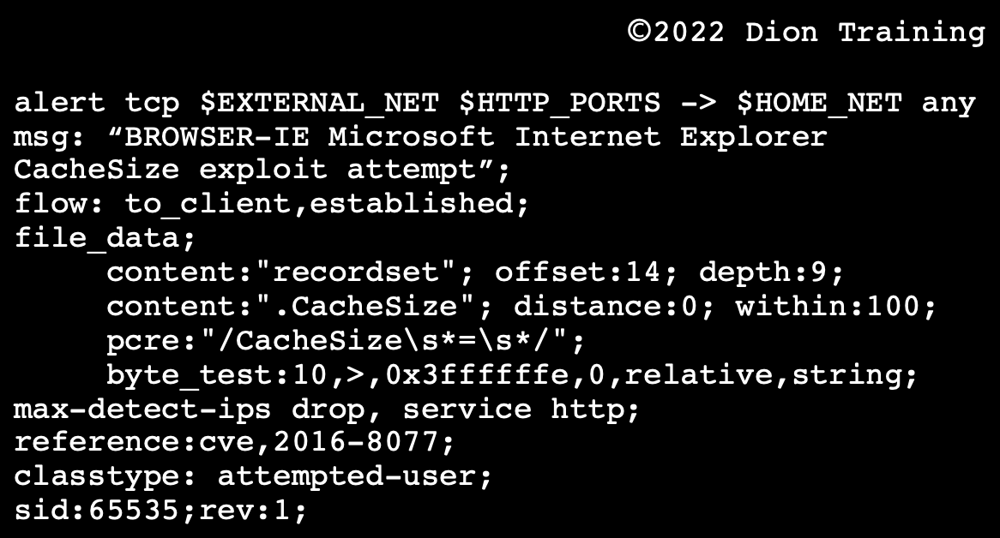 ©2022 Dion Training
alert tcp $EXTERNAL_NET $HTTP_PORTS -> $HOME_NET any
msg: “BROWSER-IE Microsoft Internet Explorer
CacheSize exploit attempt”;
flow: to_client,established;
file_data;
content:"recordset"; offset:14; depth:9;
content:".CacheSize"; distance:0; within:100;
pcre:"/CacheSize\s*=\s*/";
byte_test:10,>,0x3ffffffe,0,relative,string;
max-detect-ips drop, service http;
reference:cve,2016-8077;
classtype: attempted-user;
sid:65535;rev:1;